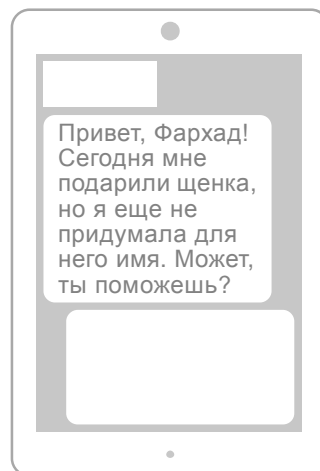 Привет, Фархад!
Сегодня мне
подарили щенка,
но я еще не
придумала для
него имя. Может,
ты поможешь?